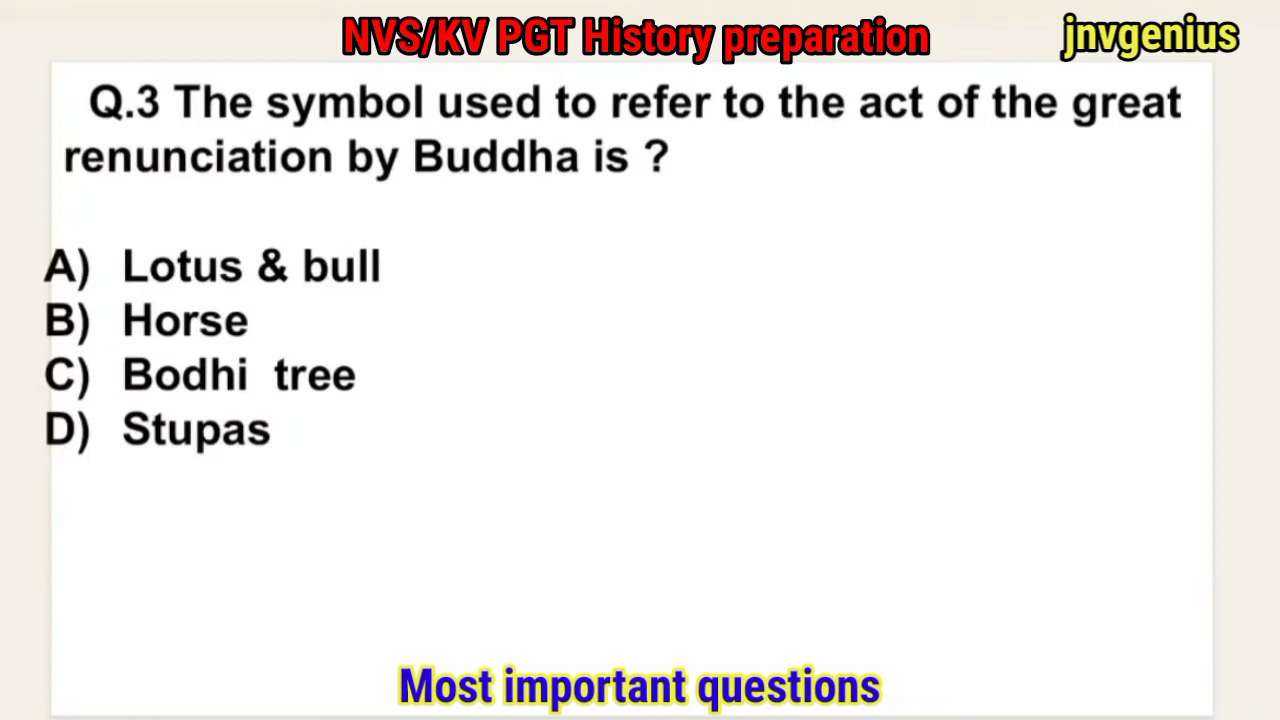 NVS/KV PGT History preparation
jnvgenius
Q.3 The symbol used to refer to the act of the great
renunciation by Buddha is ?
A) Lotus & bull
B) Horse
C) Bodhi tree
D) Stupas
Most important questions